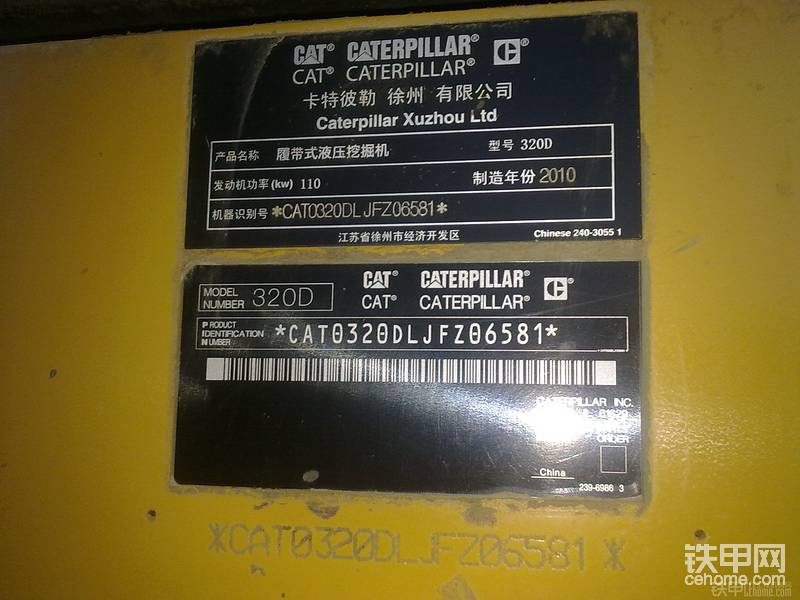 CAT® CATERPILLAR® C
CAT® CATERPILLAR®
卡特彼勒 徐州 有限公司
Caterpillar Xuzhou Ltd
产品名称 履带式液压挖掘机 型号 320D
发动机功率(kw) 110 制造年份 2010
机器识别号 *CAT0320DLJFZ06581*
江苏省徐州市经济开发区 Chinese 240-3055 1
MODEL NUMBER 320D
CAT® CATERPILLAR® C
CAT® CATERPILLAR®
PRODUCT IDENTIFICATION NUMBER *CAT0320DLJFZ06581*
CATERPILLAR INC.
61629
ORDER
China
239-6986 3
*CAT0320DLJFZ06581*
铁甲网
cehome.com